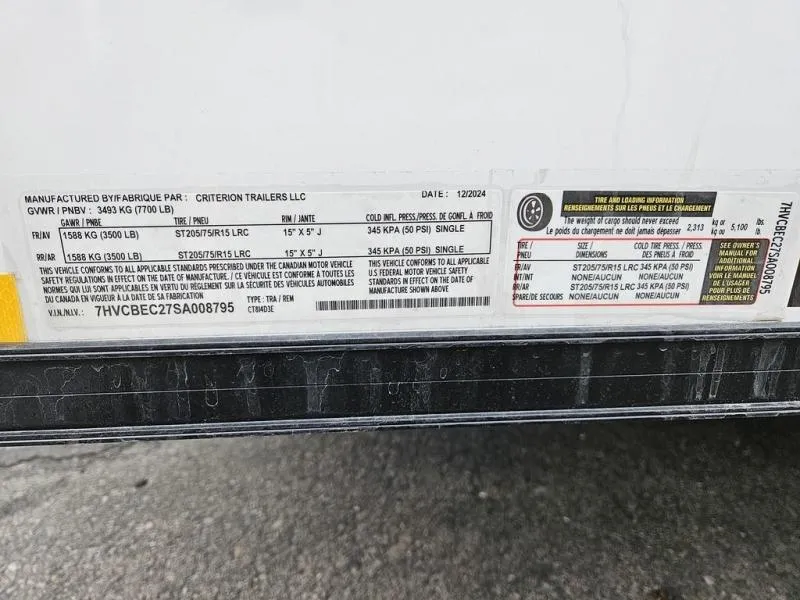 MANUFACTURED BY/FABRIQUE PAR : CRITERION TRAILERS LLC DATE : 12/2024
GVWR / PNBV : 3493 KG (7700 LB)
GAWR / PNBE TIRE / PNEU RIM / JANTE COLD INFL PRESS/PRESS. DE GONFL À FROID
FR/AV 1588 KG (3500 LB) ST205/75/R15 LRC 15" X 5" J 345 KPA (50 PSI) SINGLE
RR/AR 1588 KG (3500 LB) ST205/75/R15 LRC 15" X 5" J 345 KPA (50 PSI) SINGLE
THIS VEHICLE CONFORMS TO ALL APPLICABLE STANDARDS PRESCRIBED UNDER THE CANADIAN MOTOR VEHICLE
SAFETY REGULATIONS IN EFFECT ON THE DATE OF MANUFACTURE. / CE VÉHICULE EST CONFORME À TOUTES LES
NORMES QUI LUI SONT APPLICABLES EN VERTU DU RÈGLEMENT SUR LA SÉCURITÉ DES VÉHICULES AUTOMOBILES
DU CANADA EN VIGUEUR À LA DATE DE SA FABRICATION
THIS VEHICLE CONFORMS TO ALL APPLICABLE
U.S FEDERAL MOTOR VEHICLE SAFETY
STANDARDS IN EFFECT ON THE DATE OF
MANUFACTURE SHOWN ABOVE.
TYPE : TRA / REM
V.I.N./N.I.V.: 7HVCBEC27SA008795 CT814D3E
TIRE AND LOADING INFORMATION
RENSEIGNEMENTS SUR LES PNEUS ET LE CHARGEMENT
The weight of cargo should never exceed
Le poids du chargement ne doit jamais dépasser
2,313 kg or kg ou 5,100 lbs. lb.
TIRE / PNEU SIZE / DIMENSIONS COLD TIRE PRESS. / PRESS. DES PNEUS À FROID
FR/AV ST205/75/R15 LRC 345 KPA (50 PSI)
INT/INT NONE/AUCUN NONE/AUCUN
RR/AR ST205/75/R15 LRC 345 KPA (50 PSI)
SPARE/DE SECOURS NONE/AUCUN NONE/AUCUN
SEE OWNER'S
MANUAL FOR
ADDITIONAL
INFORMATION
VOIR LE MANUEL
DE L'USAGER
POUR PLUS DE
RENSEIGNEMENTS
7HVCBEC27SA008795